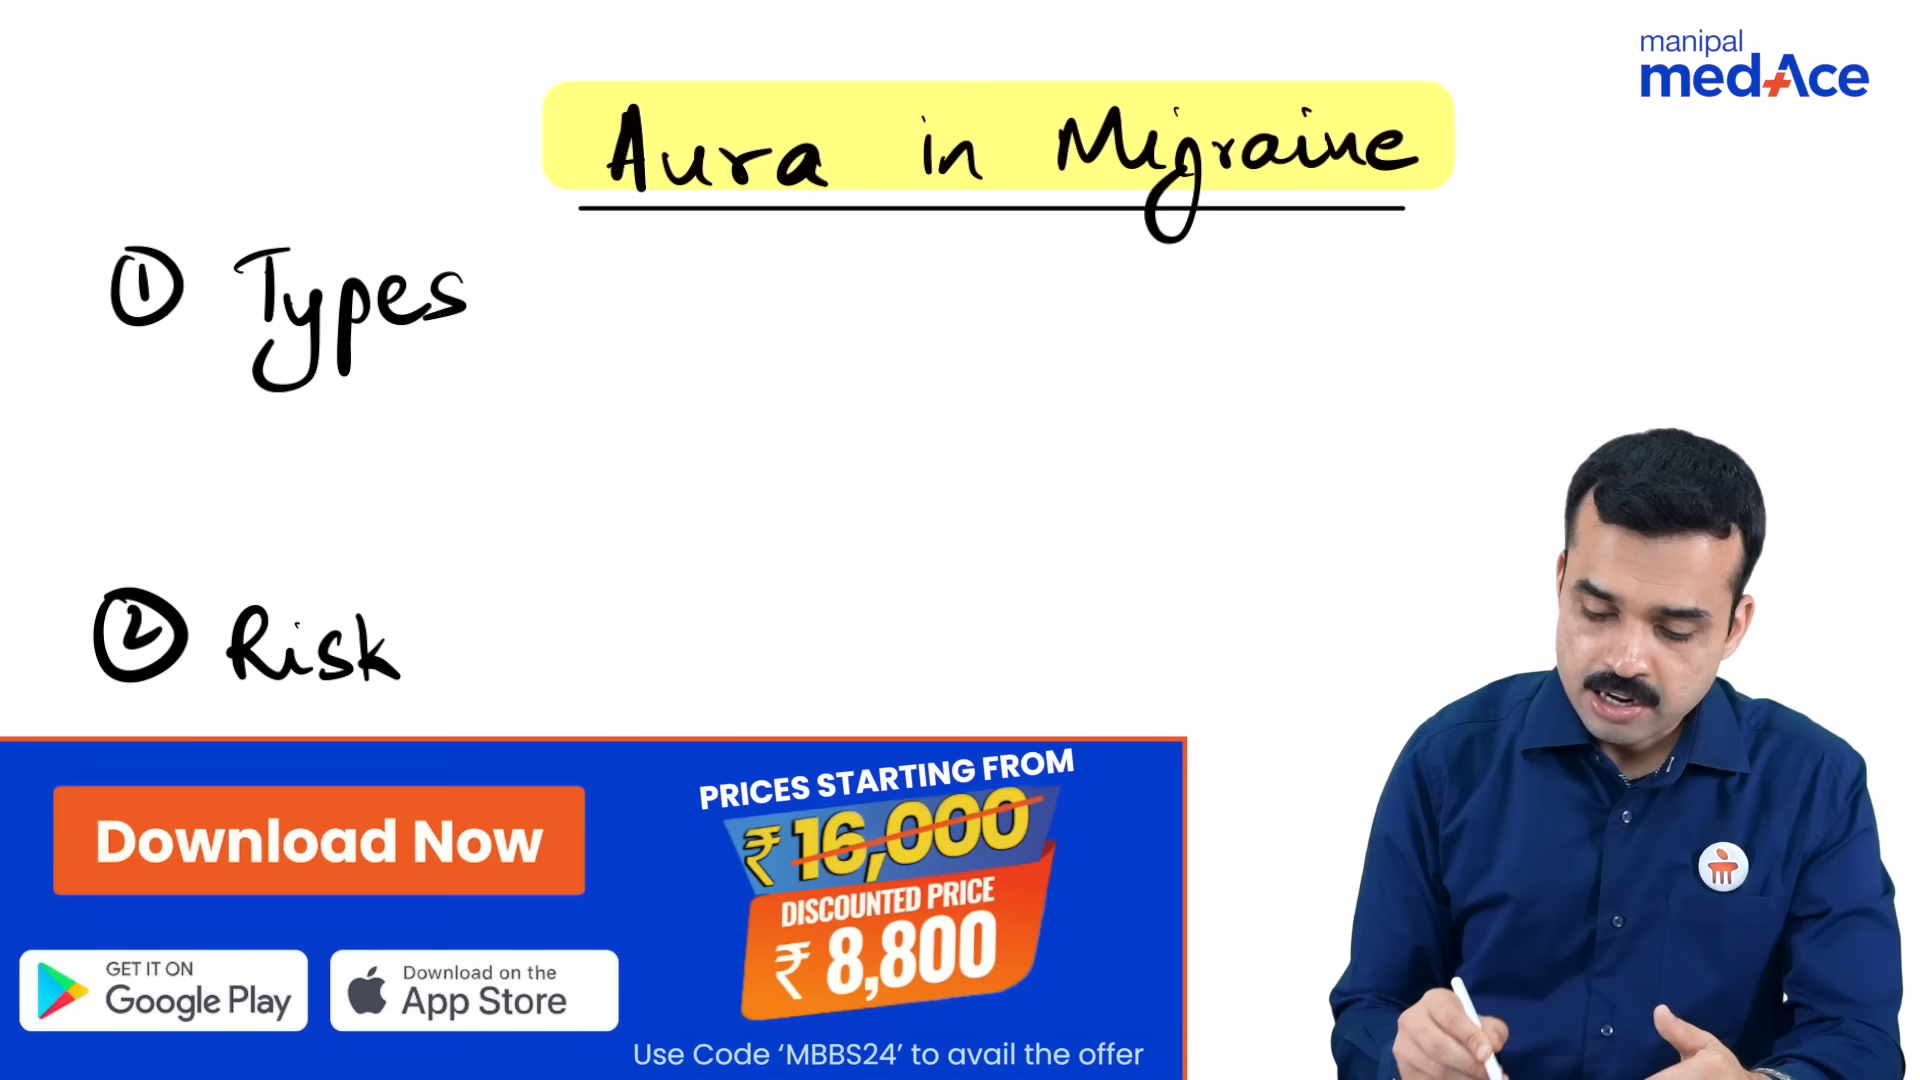 manipal
medAce
Aura in Migraine
① Types
② Risk
Download Now
PRICES STARTING FROM
₹ 16,000
DISCOUNTED PRICE
₹ 8,800
GET IT ON
Google Play
Download on the
App Store
Use Code ‘MBBS24’ to avail the offer